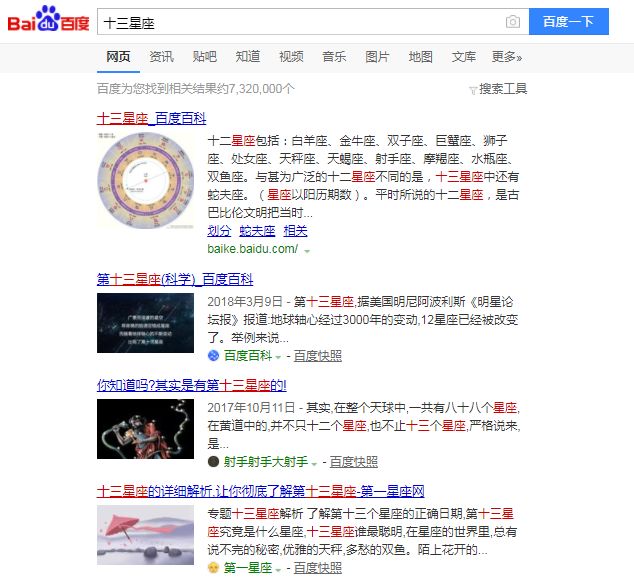 Bai du 百度
十三星座
百度一下
网页 资讯 贴吧 知道 视频 音乐 图片 地图 文库 更多»
百度为您找到相关结果约7,320,000个
搜索工具
十三星座_百度百科
十二星座包括：白羊座、金牛座、双子座、巨蟹座、狮子
座、处女座、天秤座、天蝎座、射手座、摩羯座、水瓶座、
双鱼座。与甚为广泛的十二星座不同的是，十三星座中还有
蛇夫座。（星座以阳历期数）。平时所说的十二星座，是古
巴比伦文明把当时...
划分 蛇夫座 相关
baike.baidu.com/
第十三星座(科学)_百度百科
2018年3月9日 - 第十三星座,据美国明尼阿波利斯《明星论
坛报》报道:地球轴心经过3000年的变动,12星座已经被改变
了。举例来说...
百度百科 - 百度快照
你知道吗?其实是有第十三星座的!
2017年10月11日 - 其实,在整个天球中,一共有八十八个星座,
在黄道中的,并不只十二个星座,也不止十三个星座,严格说来,
是...
射手射手大射手 - 百度快照
十三星座的详细解析,让你彻底了解第十三星座-第一星座网
专题十三星座解析 了解第十三个星座的正确日期,第十三星
座究竟是什么星座,十三星座谁最聪明,在星座的世界里,总有
说不完的秘密,优雅的天秤,多愁的双鱼。陌上花开的...
第一星座 - 百度快照